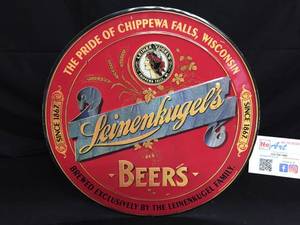 THE PRIDE OF CHIPPEWA FALLS, WISCONSIN
SINCE 1867
Leinenkugel's
SINCE 1867
BEERS
BREWED EXCLUSIVELY BY THE LEINENKUGEL FAMILY